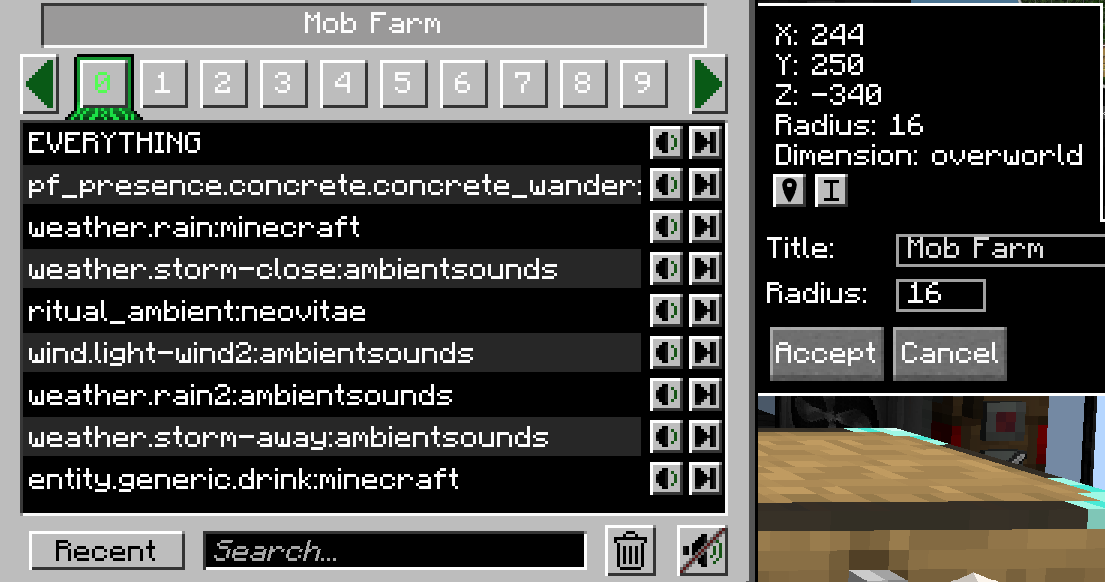 Mob Farm
0 1 2 3 4 5 6 7 8 9
EVERYTHING
pf_presence.concrete.concrete_wander:
weather.rain:minecraft
weather.storm-close:ambientsounds
ritual_ambient:neovitae
wind.light-wind2:ambientsounds
weather.rain2:ambientsounds
weather.storm-away:ambientsounds
entity.generic.drink:minecraft
Recent
Search...
X: 244
Y: 250
Z: -340
Radius: 16
Dimension: overworld
I
Title: Mob Farm
Radius: 16
Accept Cancel